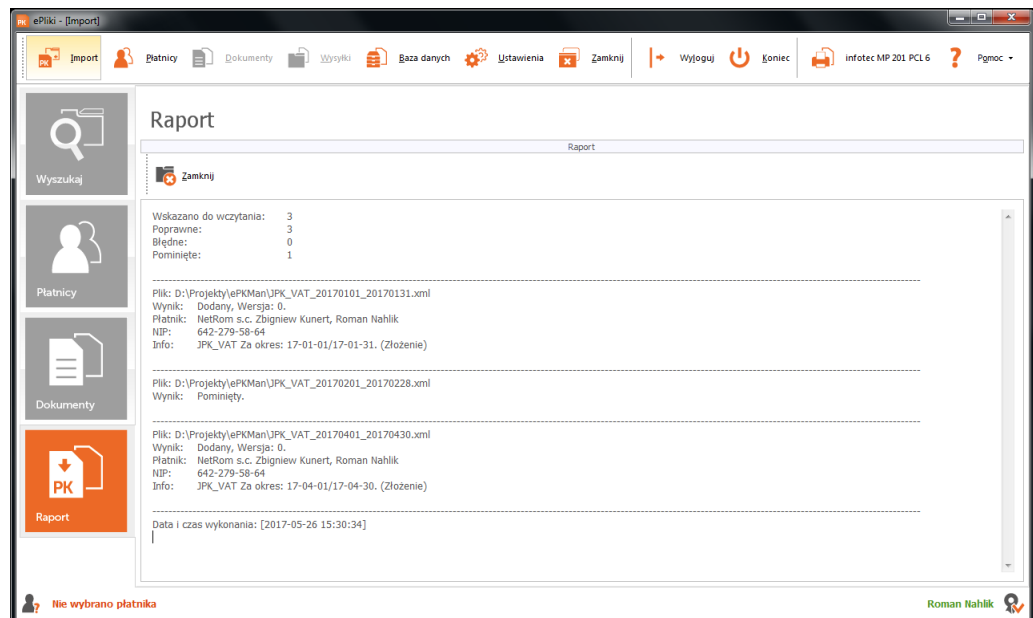 ePliki - [Import]
Import Płatnicy Dokumenty Wysyłki Baza danych Ustawienia Zamknij Wyloguj Koniec infotec MP 201 PCL 6 Pomoc
Wyszukaj
Płatnicy
Dokumenty
PK
Raport
Raport
Raport
Zamknij
Wskazano do wczytania: 3
Poprawne: 3
Błędne: 0
Pominięte: 1
Plik: D:\Projekty\ePKMan\JPK_VAT_20170101_20170131.xml
Wynik: Dodany, Wersja: 0.
Płatnik: NetRom s.c. Zbigniew Kunert, Roman Nahlik
NIP: 642-279-58-64
Info: JPK_VAT Za okres: 17-01-01/17-01-31. (Złożenie)
Plik: D:\Projekty\ePKMan\JPK_VAT_20170201_20170228.xml
Wynik: Pominięty.
Plik: D:\Projekty\ePKMan\JPK_VAT_20170401_20170430.xml
Wynik: Dodany, Wersja: 0.
Płatnik: NetRom s.c. Zbigniew Kunert, Roman Nahlik
NIP: 642-279-58-64
Info: JPK_VAT Za okres: 17-04-01/17-04-30. (Złożenie)
Data i czas wykonania: [2017-05-26 15:30:34]
Nie wybrano płatnika
Roman Nahlik